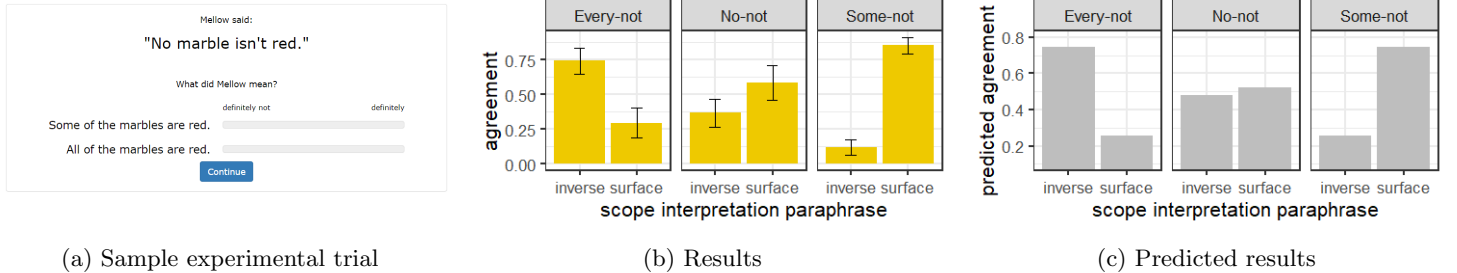 Mellow said:
"No marble isn't red."
What did Mellow mean?
definitely not definitely
Some of the marbles are red.
All of the marbles are red.
Continue
(a) Sample experimental trial
Every-not No-not Some-not
agreement
0.75
0.50
0.25
0.00
inverse surface inverse surface inverse surface
scope interpretation paraphrase
(b) Results
Every-not No-not Some-not
predicted agreement
0.8
0.6
0.4
0.2
inverse surface inverse surface inverse surface
scope interpretation paraphrase
(c) Predicted results